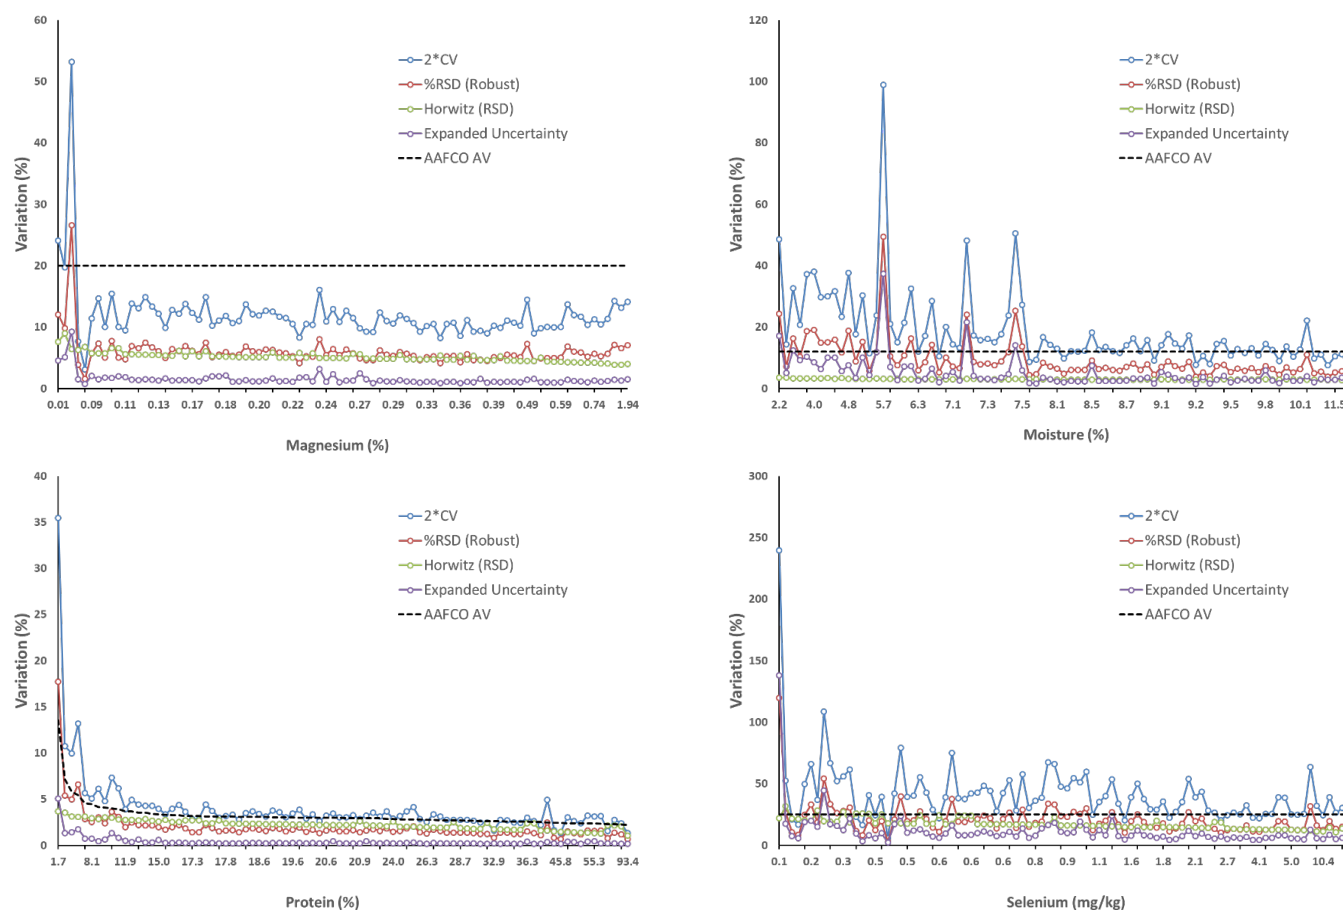 60
50
40
30
20
10
0
Variation (%)
2*CV
%RSD (Robust)
Horwitz (RSD)
Expanded Uncertainty
AAFCO AV
0.01 0.09 0.11 0.13 0.17 0.18 0.20 0.22 0.24 0.27 0.29 0.33 0.36 0.39 0.49 0.59 0.74 1.94
Magnesium (%)
120
100
80
60
40
20
0
Variation (%)
2*CV
%RSD (Robust)
Horwitz (RSD)
Expanded Uncertainty
AAFCO AV
2.2 4.0 4.8 5.7 6.3 7.1 7.3 7.5 8.1 8.5 8.7 9.1 9.2 9.5 9.8 10.1 11.5
Moisture (%)
40
35
30
25
20
15
10
5
0
Variation (%)
2*CV
%RSD (Robust)
Horwitz (RSD)
Expanded Uncertainty
AAFCO AV
1.7 8.1 11.9 15.0 17.3 17.8 18.6 19.6 20.6 20.9 24.0 26.3 28.7 32.9 36.3 45.8 55.3 93.4
Protein (%)
300
250
200
150
100
50
0
Variation (%)
2*CV
%RSD (Robust)
Horwitz (RSD)
Expanded Uncertainty
AAFCO AV
0.1 0.2 0.3 0.5 0.5 0.6 0.6 0.7 0.8 0.9 1.1 1.6 1.8 2.1 2.7 4.1 5.0 10.4
Selenium (mg/kg)